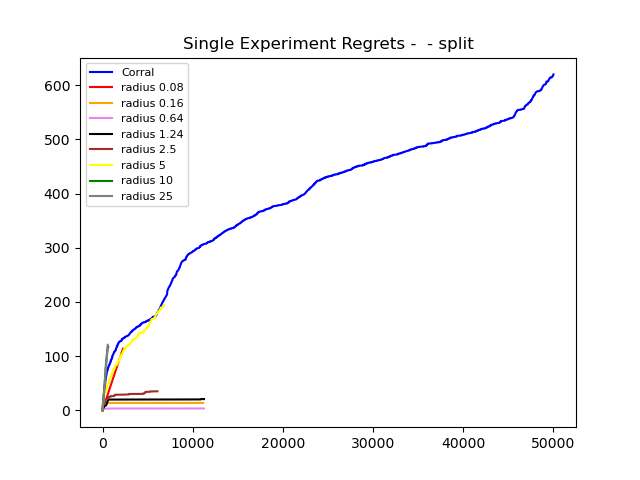 Single Experiment Regrets -  - split
Corral
radius 0.08
radius 0.16
radius 0.64
radius 1.24
radius 2.5
radius 5
radius 10
radius 25
600
500
400
300
200
100
0
0 10000 20000 30000 40000 50000